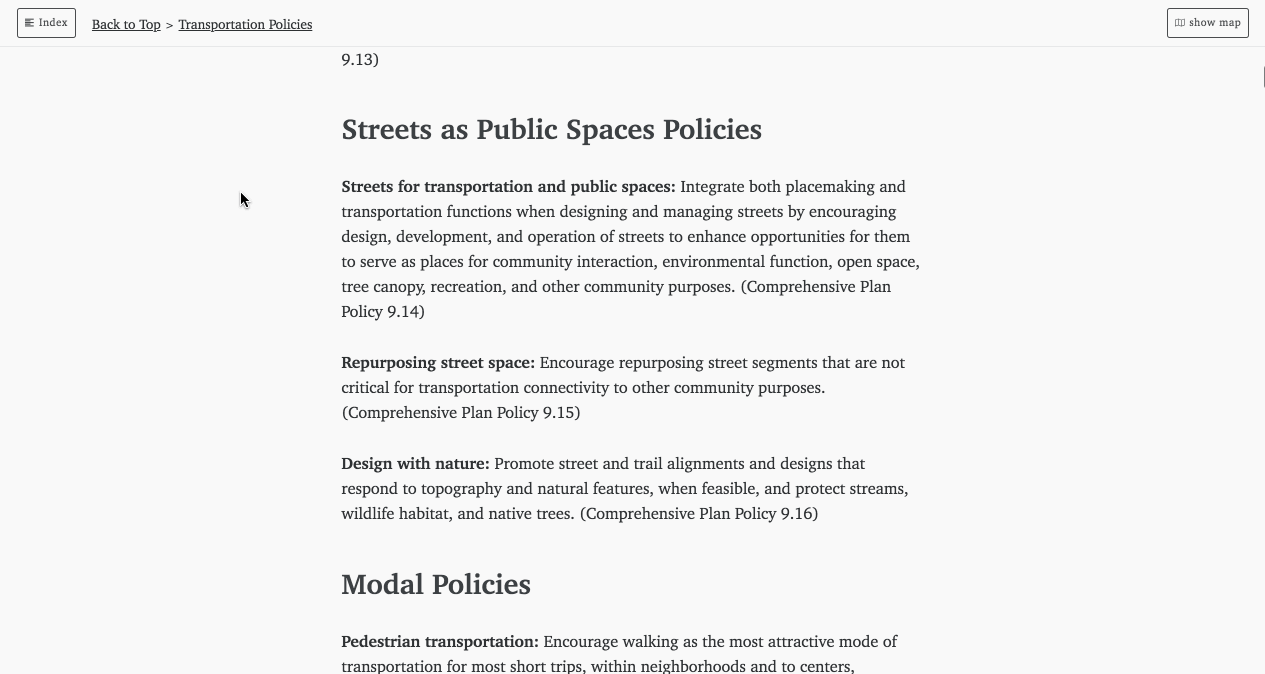 Index
Back to Top > Transportation Policies
show map
9.13)
Streets as Public Spaces Policies
Streets for transportation and public spaces: Integrate both placemaking and
transportation functions when designing and managing streets by encouraging
design, development, and operation of streets to enhance opportunities for them
to serve as places for community interaction, environmental function, open space,
tree canopy, recreation, and other community purposes. (Comprehensive Plan
Policy 9.14)
Repurposing street space: Encourage repurposing street segments that are not
critical for transportation connectivity to other community purposes.
(Comprehensive Plan Policy 9.15)
Design with nature: Promote street and trail alignments and designs that
respond to topography and natural features, when feasible, and protect streams,
wildlife habitat, and native trees. (Comprehensive Plan Policy 9.16)
Modal Policies
Pedestrian transportation: Encourage walking as the most attractive mode of
transportation for most short trips, within neighborhoods and to centers,